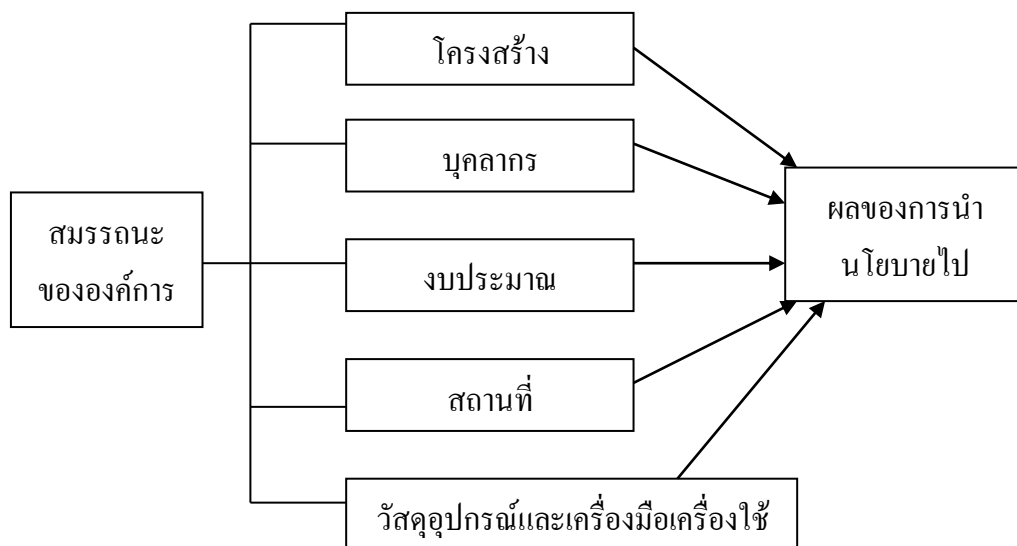 สมรรถนะ
ขององค์การ
โครงสร้าง
บุคลากร
งบประมาณ
สถานที่
วัสดุอุปกรณ์และเครื่องมือเครื่องใช้
ผลของการนำ
นโยบายไป